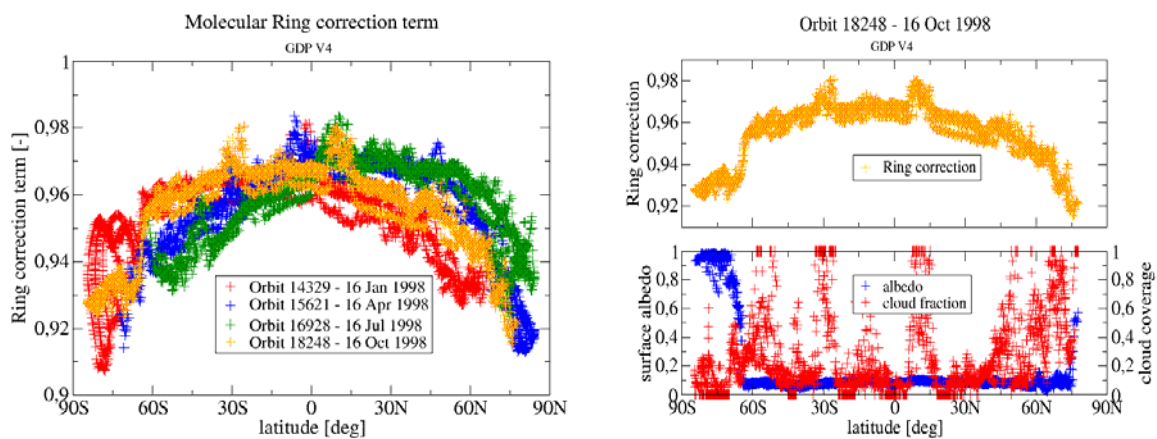 Molecular Ring correction term
GDP V4
Ring correction term [-]
1
0,98
0,96
0,94
0,92
0,9
Orbit 14329 - 16 Jan 1998
Orbit 15621 - 16 Apr 1998
Orbit 16928 - 16 Jul 1998
Orbit 18248 - 16 Oct 1998
90S 60S 30S 0 30N 60N 90N
latitude [deg]
Orbit 18248 - 16 Oct 1998
GDP V4
Ring correction
0,98
0,96
0,94
0,92
Ring correction
surface albedo
1
0,8
0,6
0,4
0,2
0
albedo
cloud fraction
1
0,8
0,6
0,4
0,2
0
cloud coverage
90S 60S 30S 0 30N 60N 90N
latitude [deg]